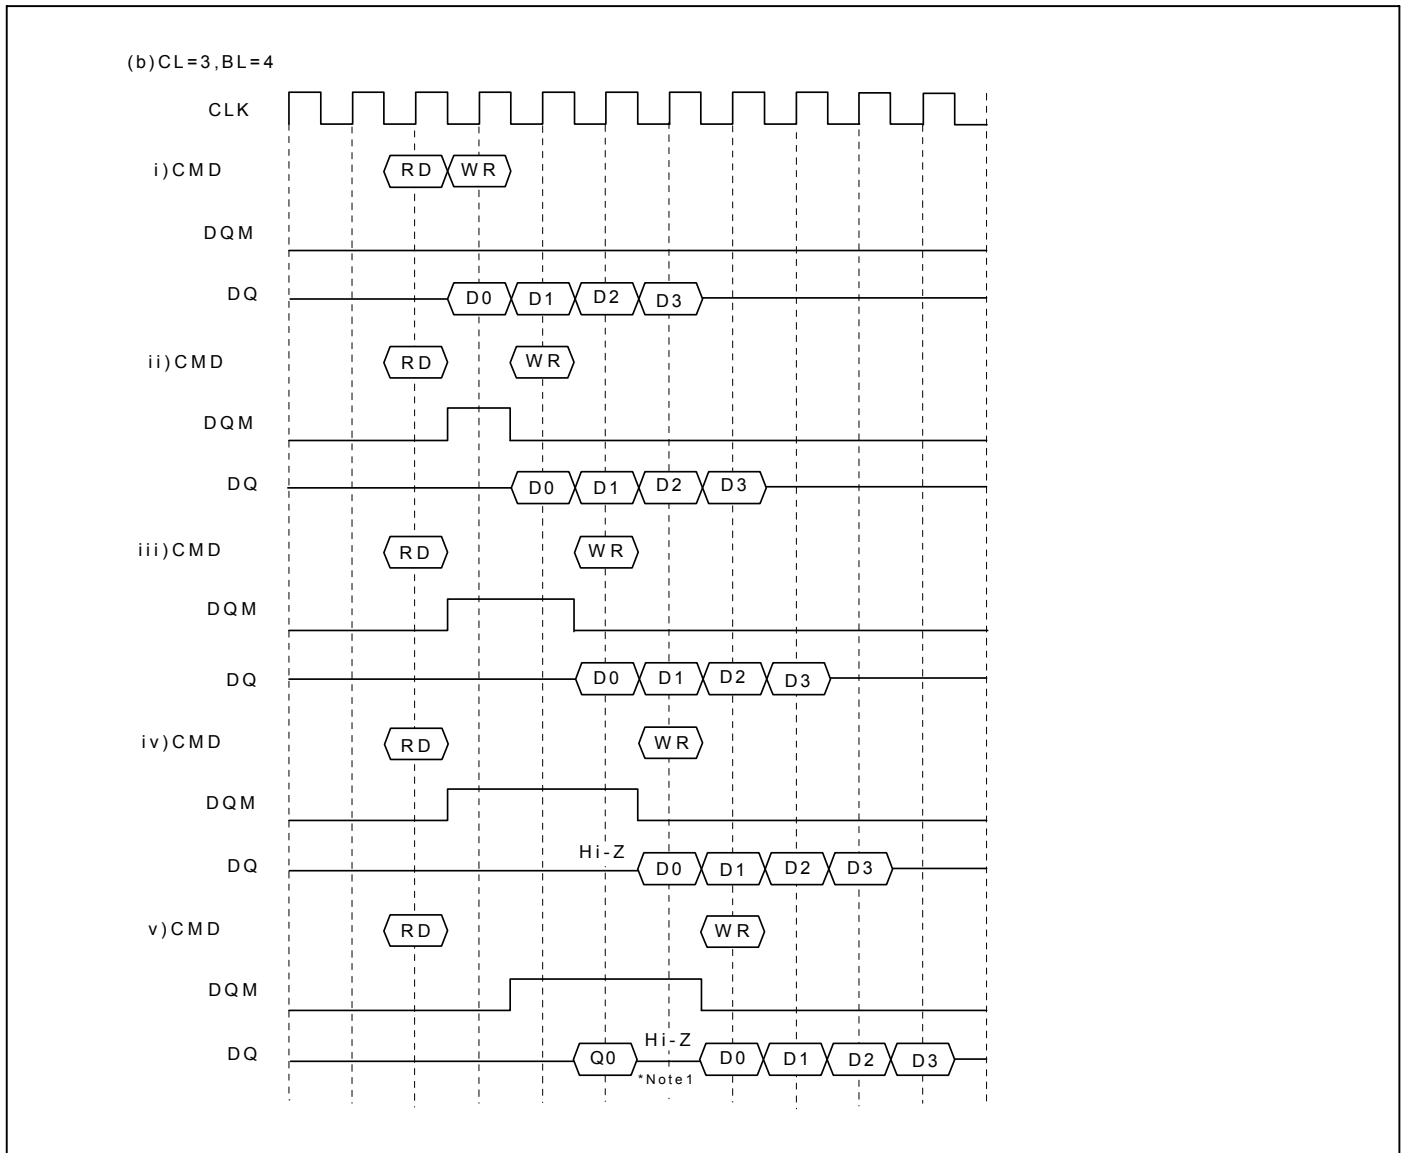 (b)CL=3,BL=4
CLK
i)CMD RD WR
DQM
DQ D0 D1 D2 D3
ii)CMD RD WR
DQM
DQ D0 D1 D2 D3
iii)CMD RD WR
DQM
DQ D0 D1 D2 D3
iv)CMD RD WR
DQM
Hi-Z
DQ D0 D1 D2 D3
v)CMD RD WR
DQM
Hi-Z
DQ Q0 D0 D1 D2 D3
*Note1